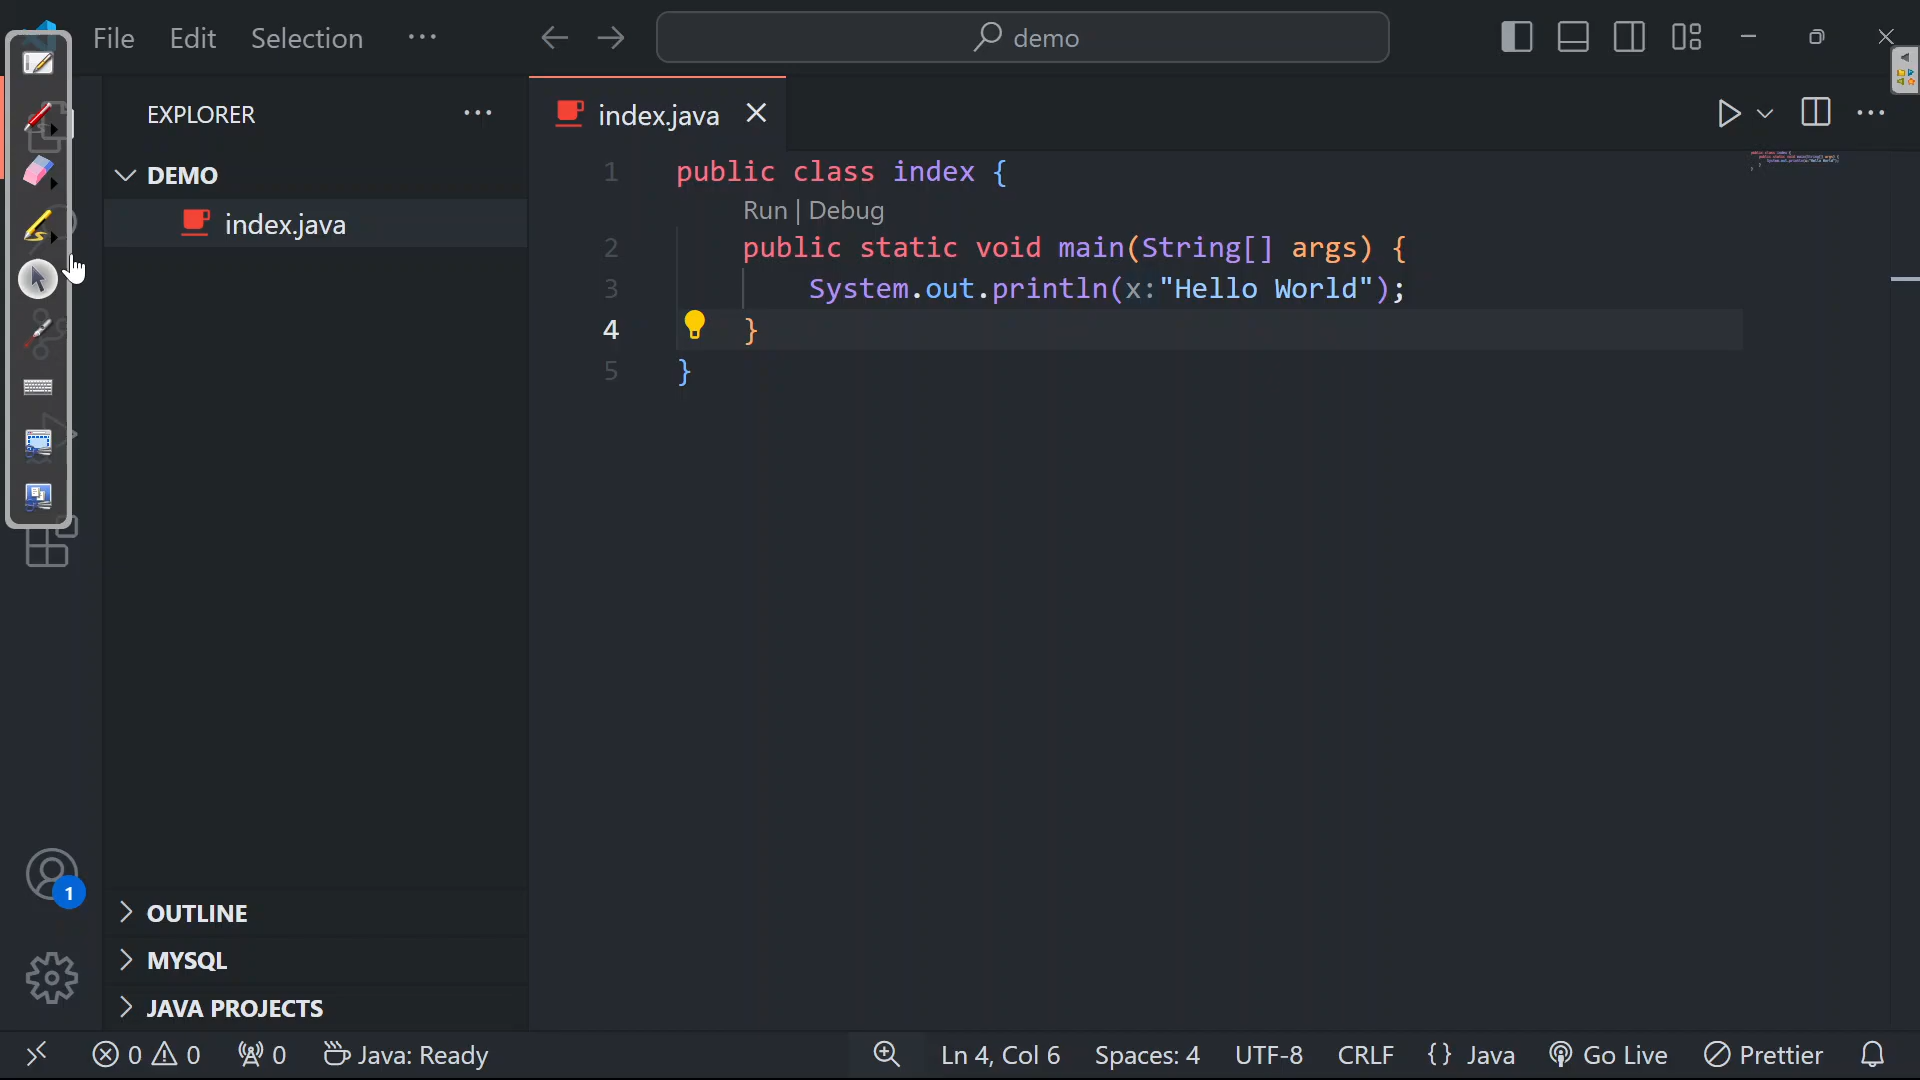 File Edit Selection ···
demo
EXPLORER ···
index.java
DEMO
index.java
1 public class index {
Run | Debug
2 public static void main(String[] args) {
3 System.out.println(x:"Hello World");
4 }
5 }
1
OUTLINE
MYSQL
JAVA PROJECTS
0 0 0 Java: Ready Ln 4, Col 6 Spaces: 4 UTF-8 CRLF {} Java Go Live Prettier